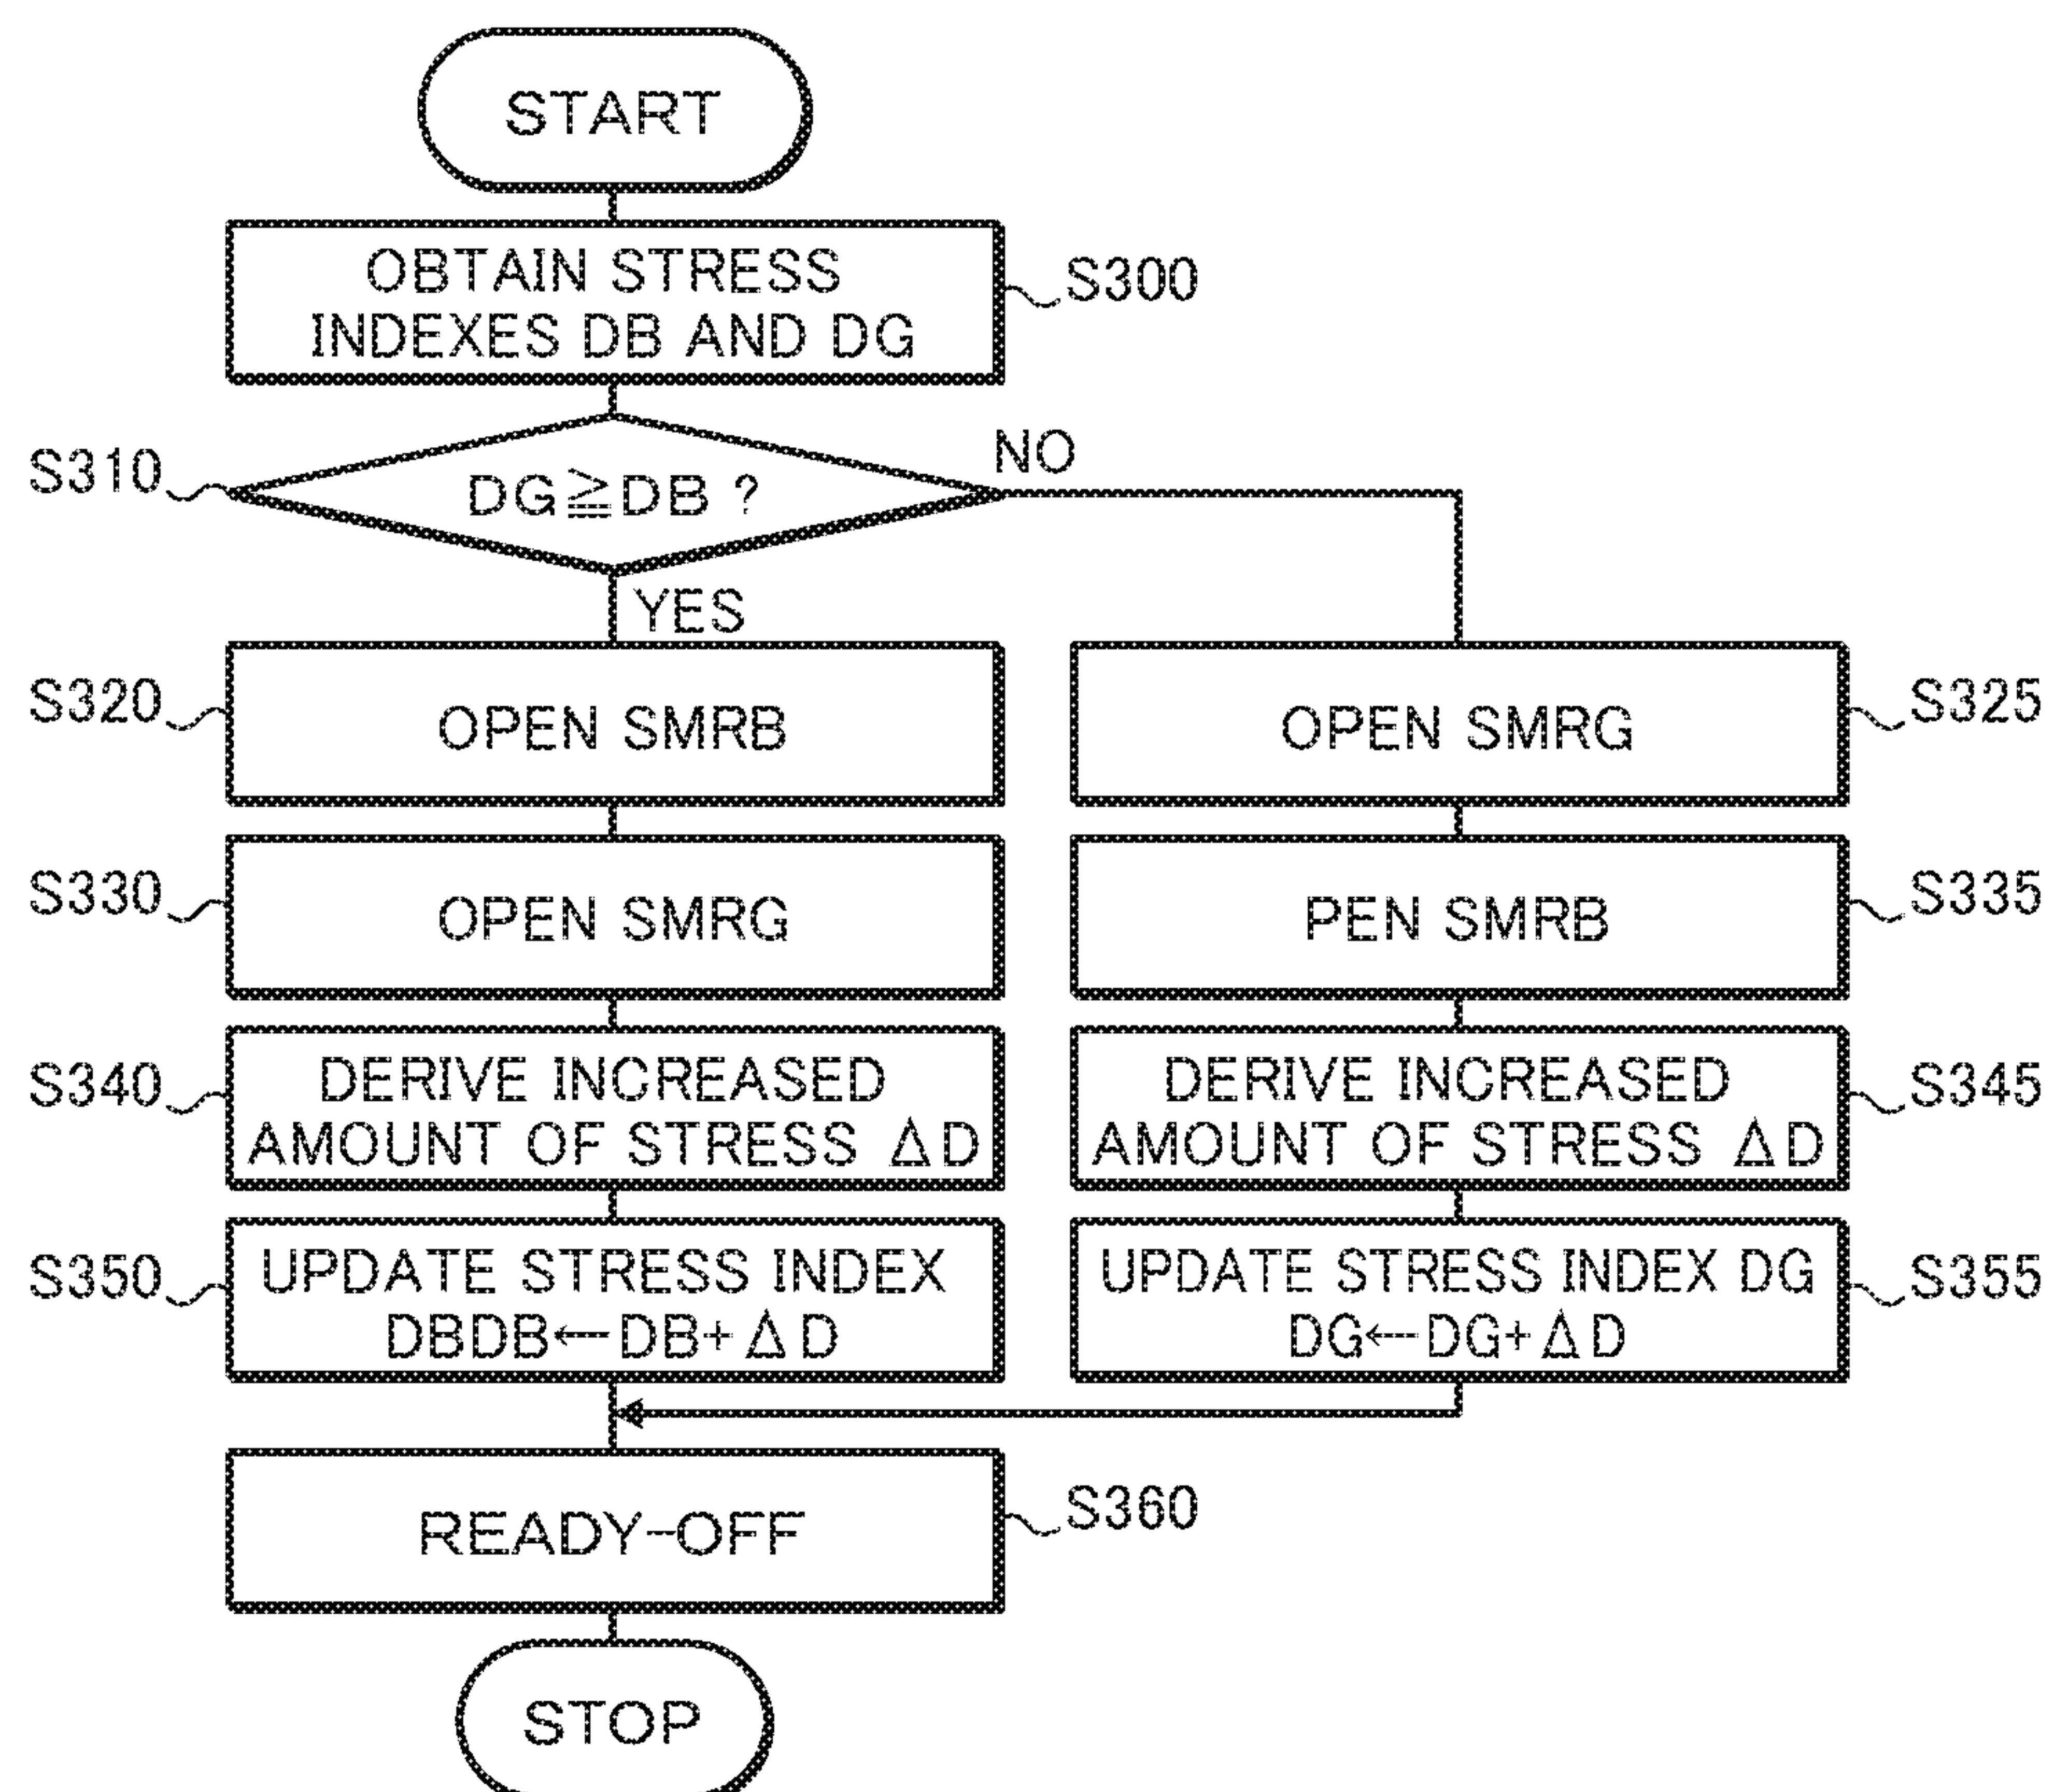 START
OBTAIN STRESS
INDEXES DB AND DG
S300
S310
DG≧DB ?
NO
YES
S320
OPEN SMRB
OPEN SMRG
S325
S330
OPEN SMRG
PEN SMRB
S335
S340
DERIVE INCREASED
AMOUNT OF STRESS ΔD
DERIVE INCREASED
AMOUNT OF STRESS ΔD
S345
S350
UPDATE STRESS INDEX
DBDB←DB+ΔD
UPDATE STRESS INDEX DG
DG←DG+ΔD
S355
READY-OFF
S360
STOP